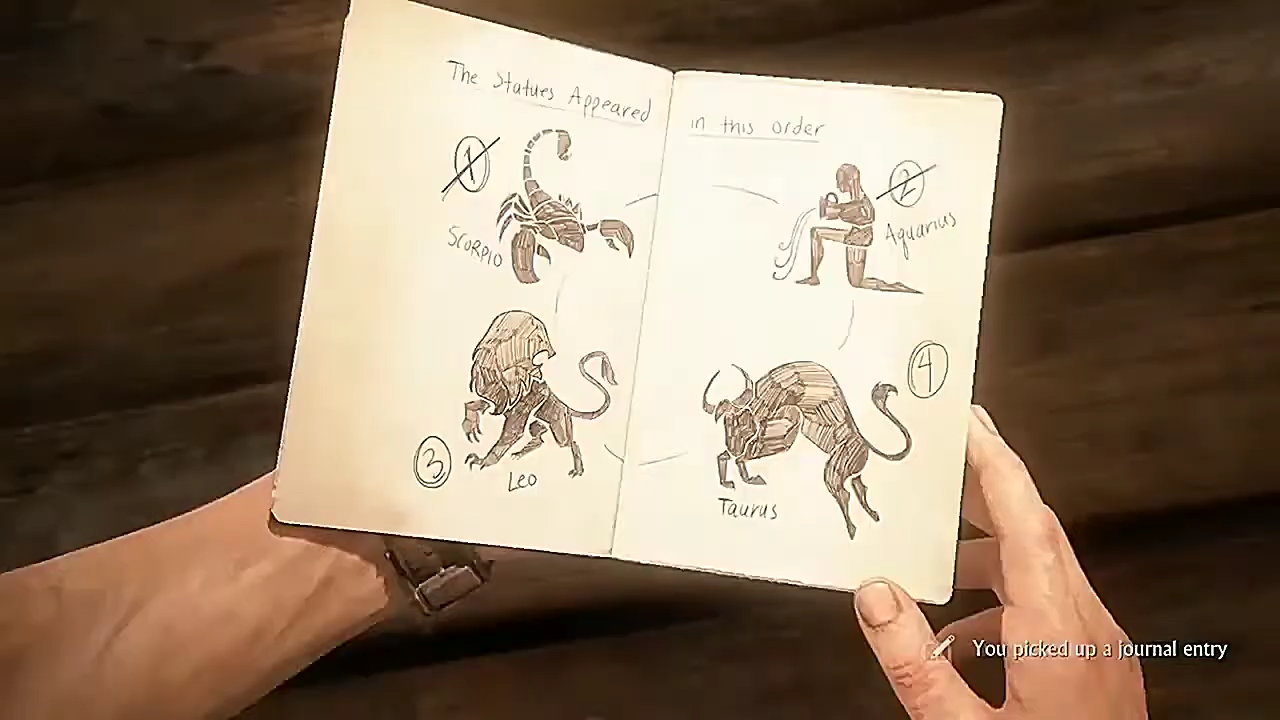 The Statues Appeared
in this order
1
SCORPIO
2
Aquarius
3
Leo
4
Taurus
You picked up a journal entry